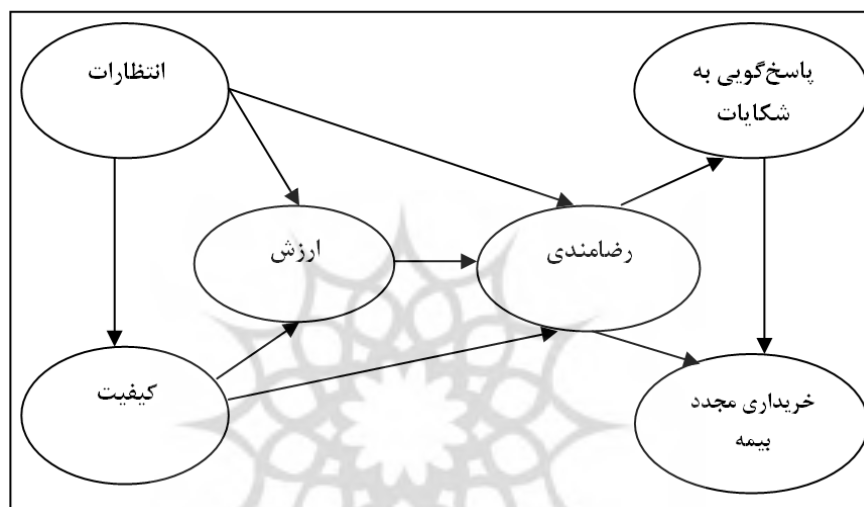 انتظارات
پاسخ‌گویی به
شکایات
ارزش
رضامندی
کیفیت
خریداری مجدد
بیمه